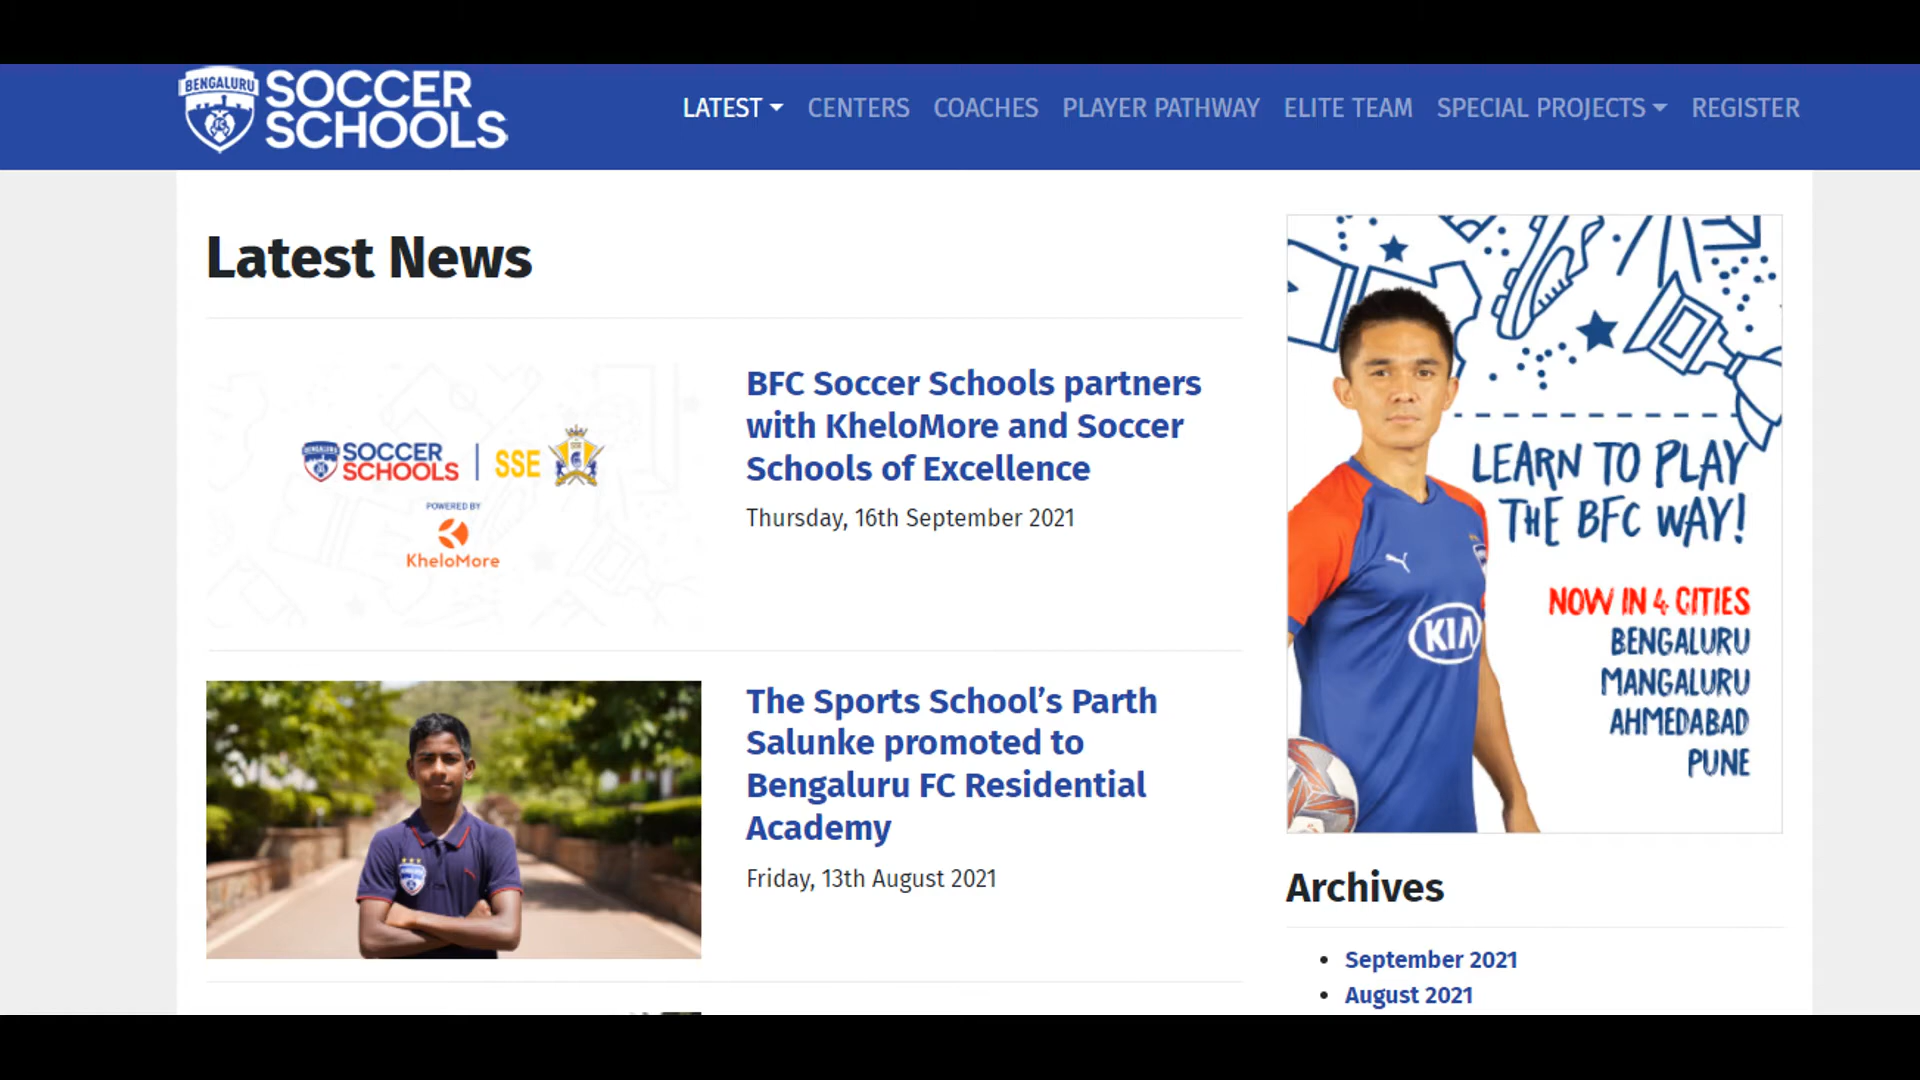 BENGALURU
FC
SOCCER
SCHOOLS
LATEST
CENTERS
COACHES
PLAYER PATHWAY
ELITE TEAM
SPECIAL PROJECTS
REGISTER
Latest News
BENGALURU
SOCCER
SCHOOLS
SSE
POWERED BY
KheloMore
BFC Soccer Schools partners
with KheloMore and Soccer
Schools of Excellence
Thursday, 16th September 2021
The Sports School’s Parth
Salunke promoted to
Bengaluru FC Residential
Academy
Friday, 13th August 2021
LEARN TO PLAY
THE BFC WAY!
NOW IN 4 CITIES
BENGALURU
MANGALURU
AHMEDABAD
PUNE
KIA
Archives
September 2021
August 2021